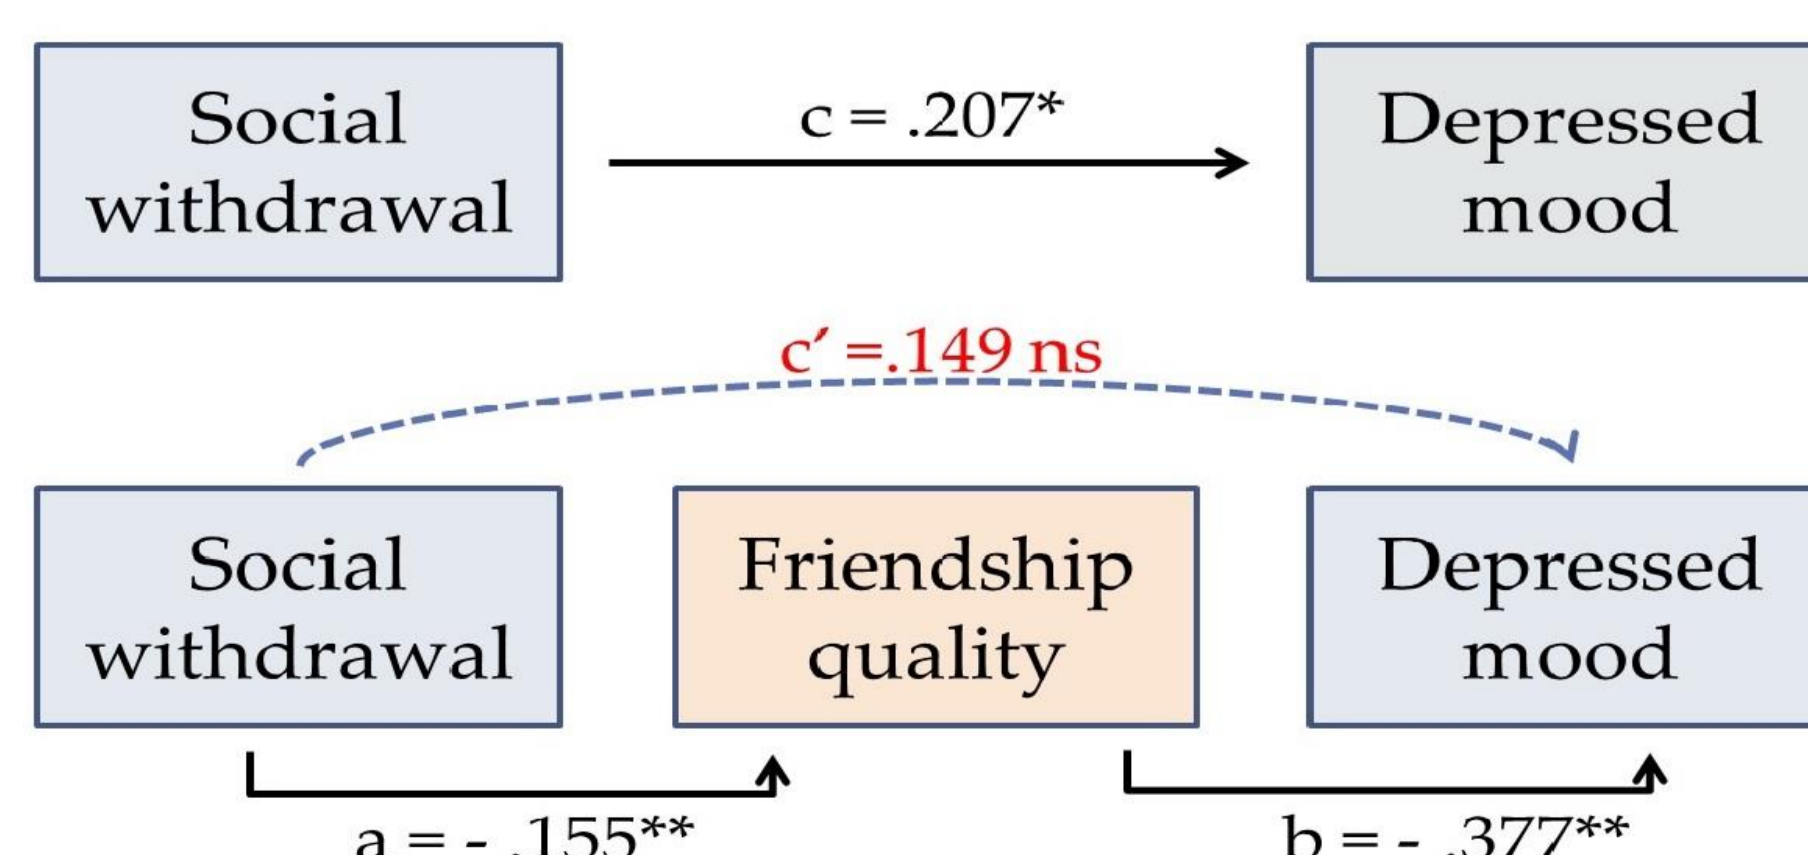 Social
withdrawal
c = .207*
Depressed
mood
c´ =.149 ns
Social
withdrawal
Friendship
quality
Depressed
mood
a = - .155**
b = - .377**